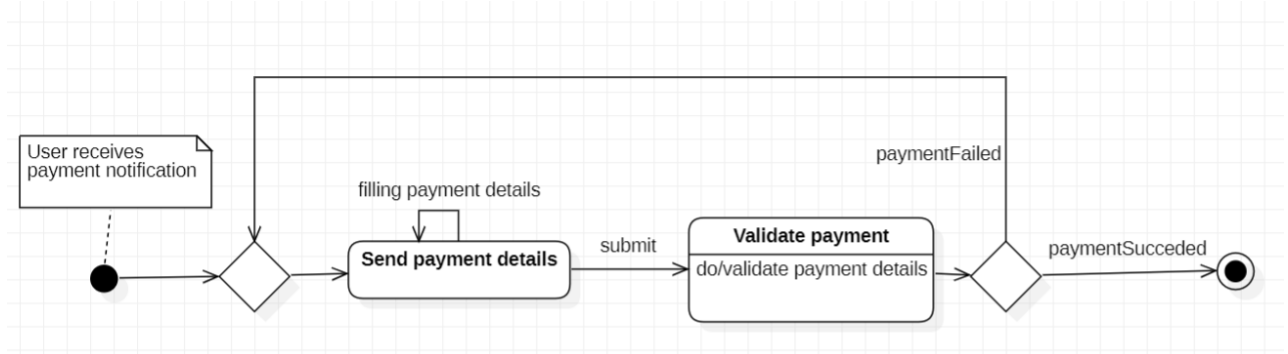 User receives
payment notification
filling payment details
Send payment details
submit
Validate payment
do/validate payment details
paymentFailed
paymentSucceded